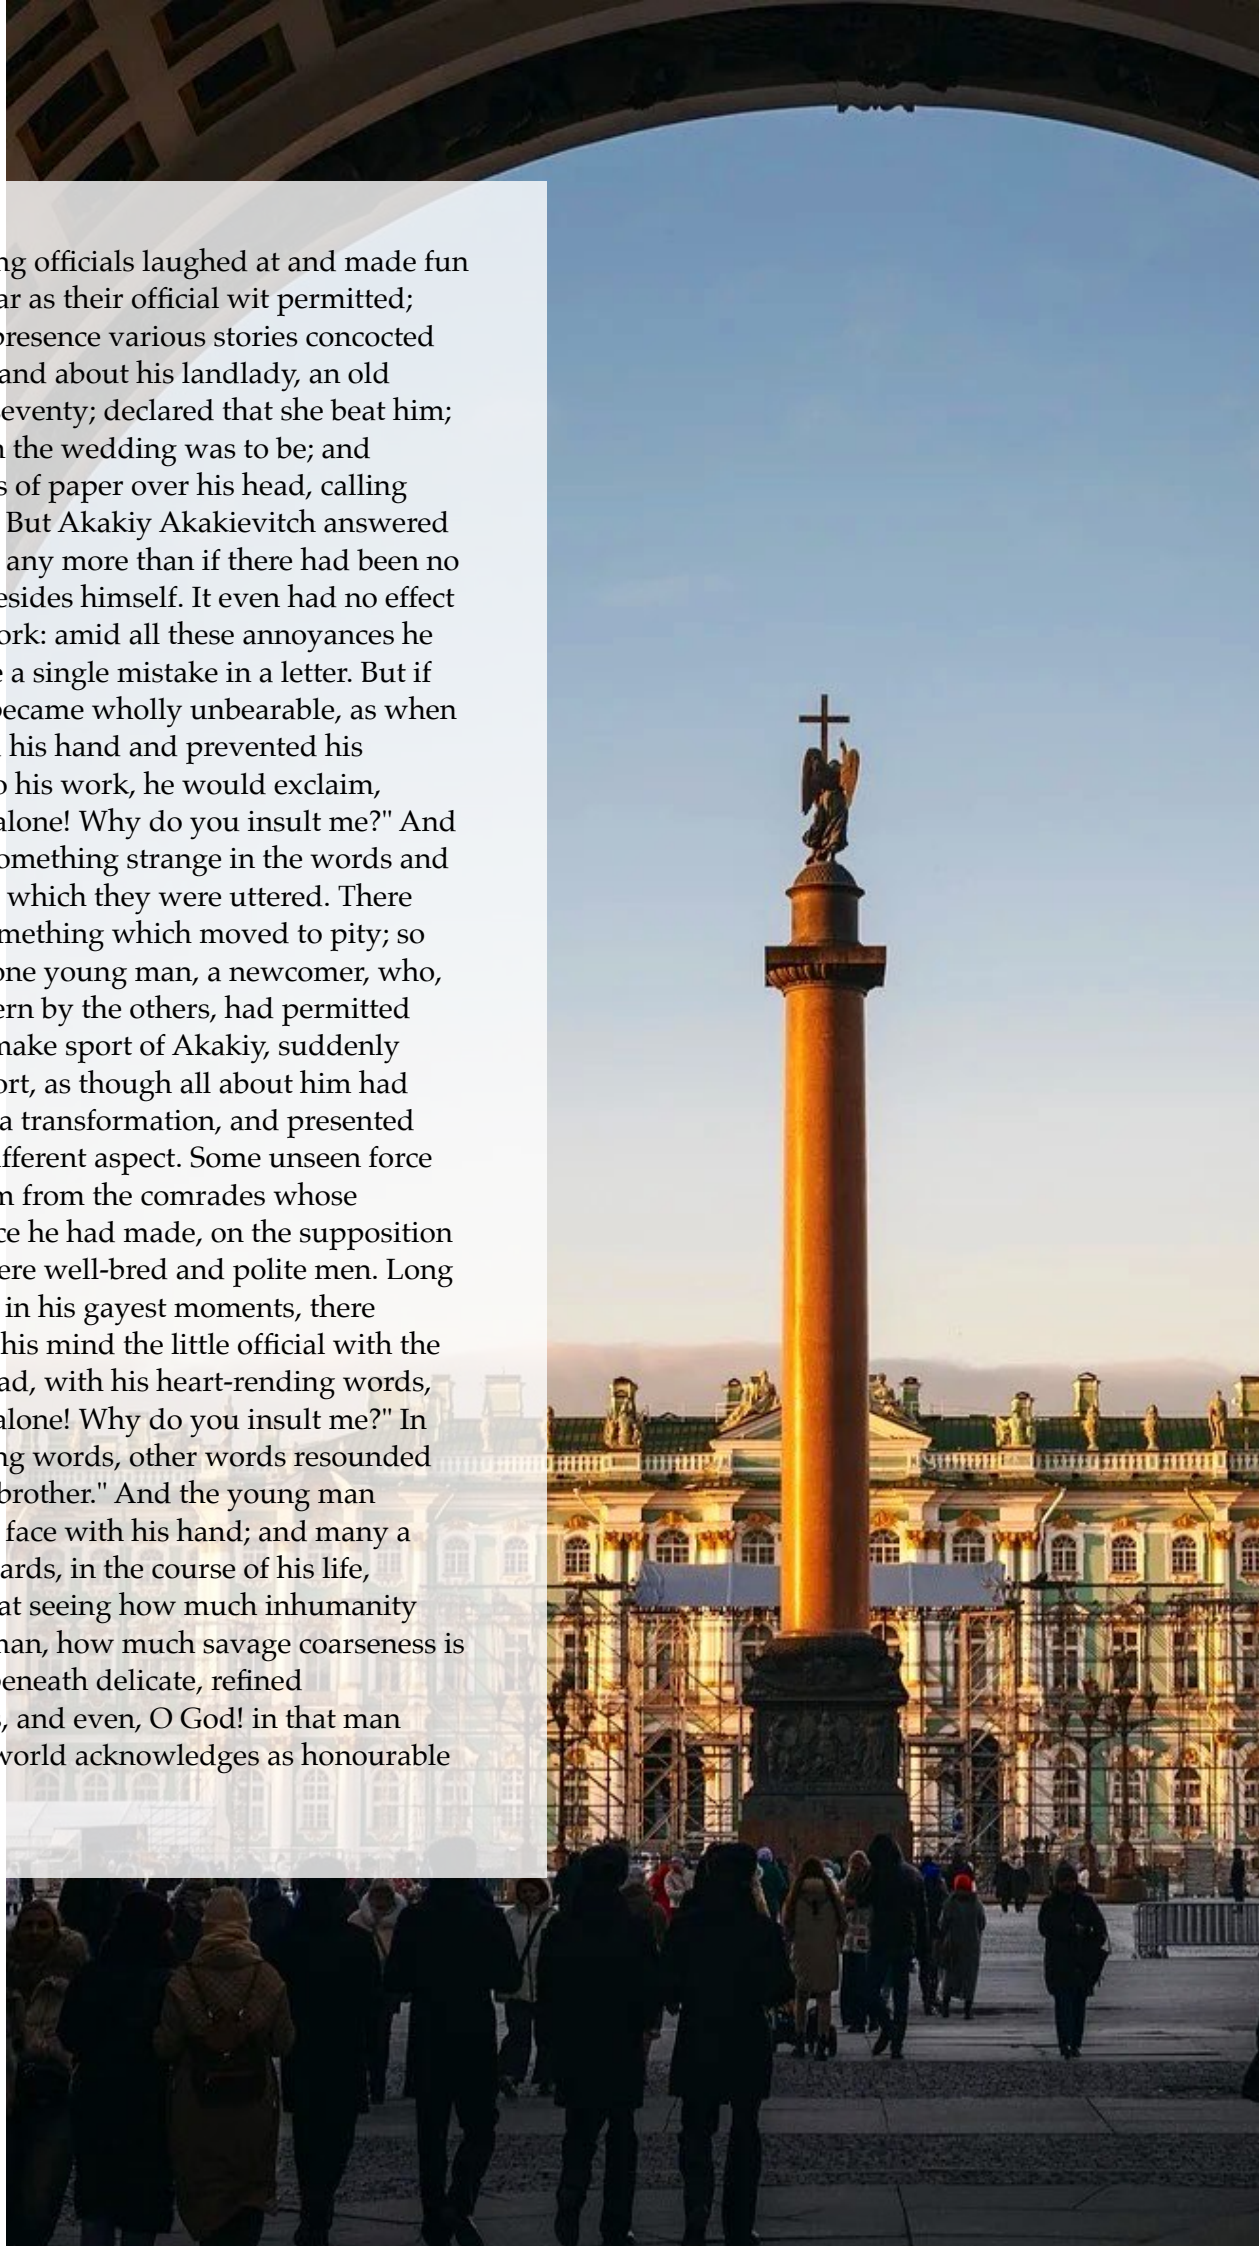 ng officials laughed at and made fun
ar as their official wit permitted;
presence various stories concocted
and about his landlady, an old
eventy; declared that she beat him;
n the wedding was to be; and
s of paper over his head, calling
But Akakiy Akakievitch answered
any more than if there had been no
esides himself. It even had no effect
ork: amid all these annoyances he
e a single mistake in a letter. But if
became wholly unbearable, as when
his hand and prevented his
o his work, he would exclaim,
alone! Why do you insult me?" And
omething strange in the words and
which they were uttered. There
mething which moved to pity; so
one young man, a newcomer, who,
ern by the others, had permitted
make sport of Akakiy, suddenly
ort, as though all about him had
a transformation, and presented
ifferent aspect. Some unseen force
m from the comrades whose
ce he had made, on the supposition
ere well-bred and polite men. Long
in his gayest moments, there
his mind the little official with the
ad, with his heart-rending words,
alone! Why do you insult me?" In
ng words, other words resounded
brother." And the young man
face with his hand; and many a
ards, in the course of his life,
at seeing how much inhumanity
man, how much savage coarseness is
eneath delicate, refined
, and even, O God! in that man
world acknowledges as honourable